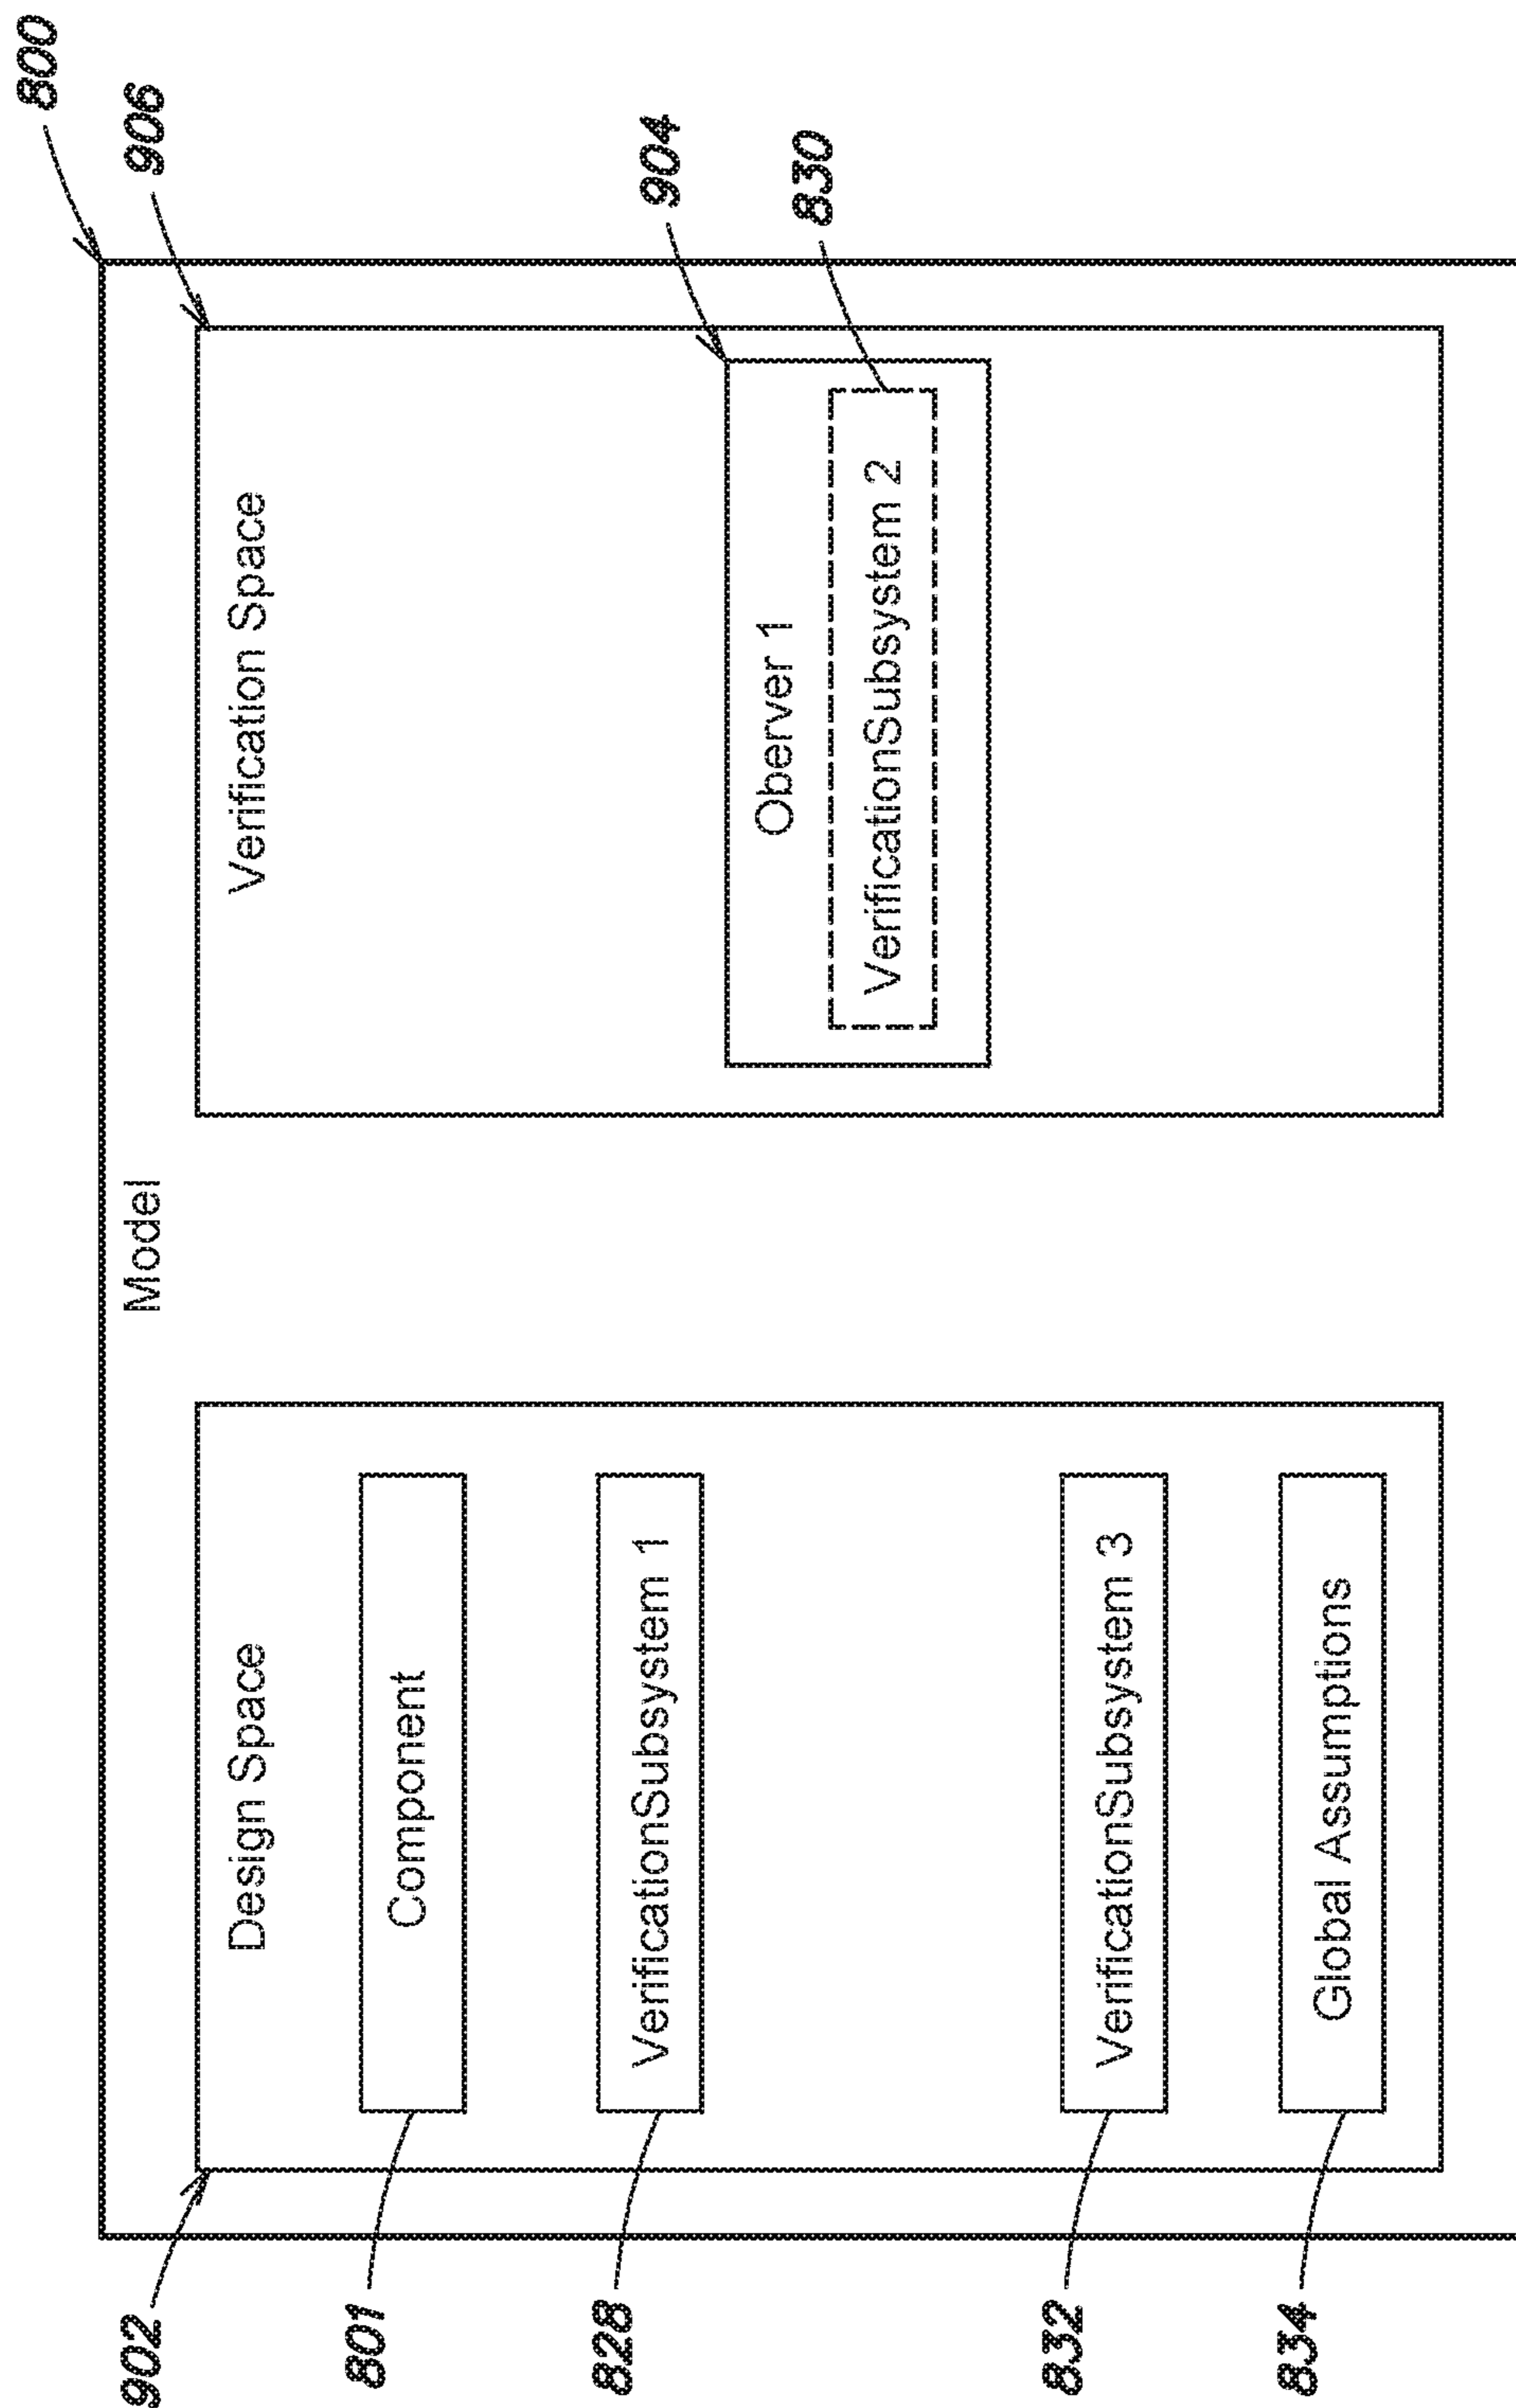 800
Model
902
906
Design Space
Verification Space
801
Component
828
VerificationSubsystem 1
904
Oberver 1
830
VerificationSubsystem 2
832
VerificationSubsystem 3
834
Global Assumptions